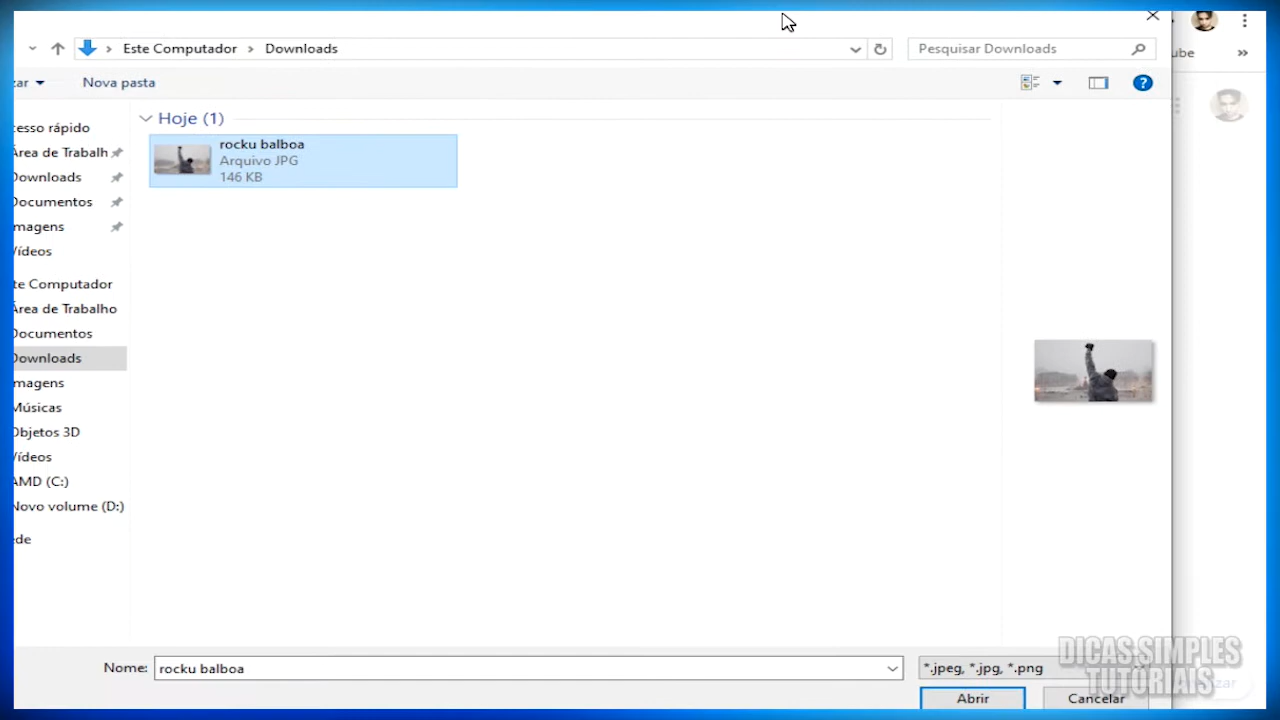 Este Computador > Downloads
Pesquisar Downloads
ube
zar
Nova pasta
Hoje (1)
rocku balboa
Arquivo JPG
146 KB
cesso rápido
Área de Trabalh
Downloads
Documentos
magens
Vídeos
te Computador
Área de Trabalho
Documentos
Downloads
magens
Músicas
Objetos 3D
Vídeos
AMD (C:)
Novo volume (D:)
de
Nome: rocku balboa
*.jpeg, *.jpg, *.png
Abrir
Cancelar
DICAS SIMPLES
TUTORIAIS